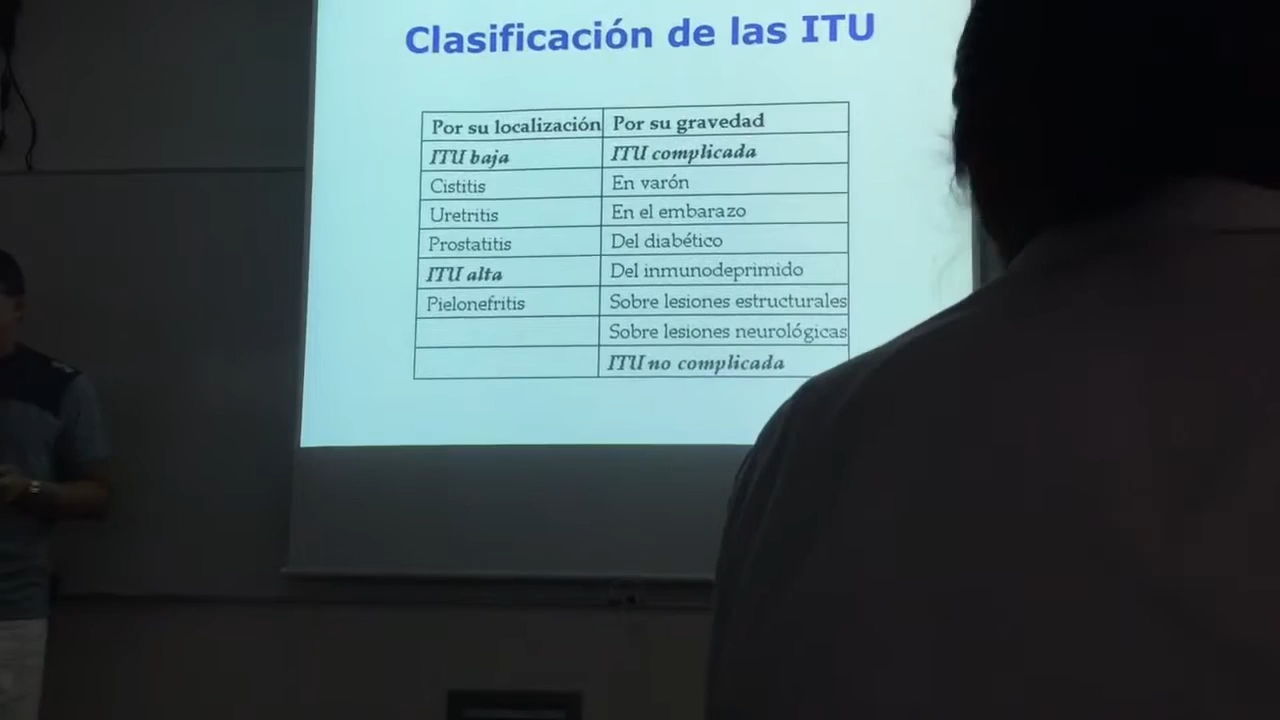 Clasificación de las ITU
Por su localización Por su gravedad
ITU baja ITU complicada
Cistitis En varón
Uretritis En el embarazo
Prostatitis Del diabético
ITU alta Del inmunodeprimido
Pielonefritis Sobre lesiones estructurales
Sobre lesiones neurológicas
ITU no complicada